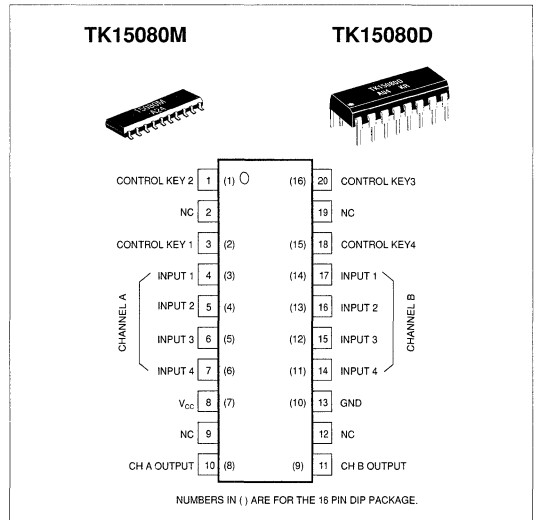 TK15080M TK15080D
15080M
A24
TK15080D
CONTROL KEY 2 1 (1) (16) 20 CONTROL KEY3
NC 2 19 NC
CONTROL KEY 1 3 (2) (15) 18 CONTROL KEY4
INPUT 1 4 (3) (14) 17 INPUT 1
INPUT 2 5 (4) (13) 16 INPUT 2
CHANNEL A
CHANNEL B
INPUT 3 6 (5) (12) 15 INPUT 3
INPUT 4 7 (6) (11) 14 INPUT 4
VCC 8 (7) (10) 13 GND
NC 9 12 NC
CH A OUTPUT 10 (8) (9) 11 CH B OUTPUT
NUMBERS IN ( ) ARE FOR THE 16 PIN DIP PACKAGE.